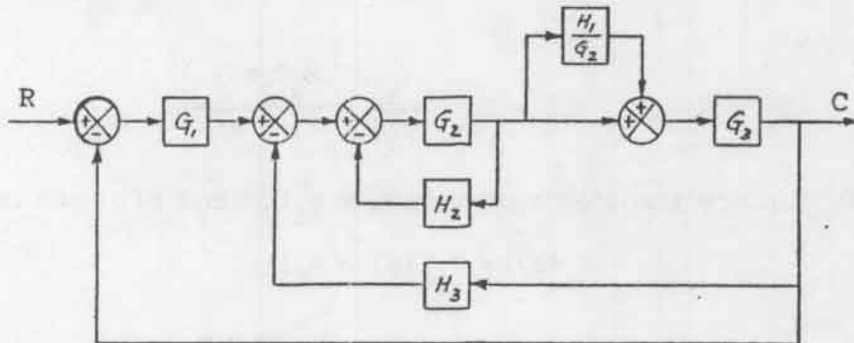 H₁
G₂
R
C
+
-
G₁
+
-
+
-
G₂
+
+
G₃
H₂
H₃